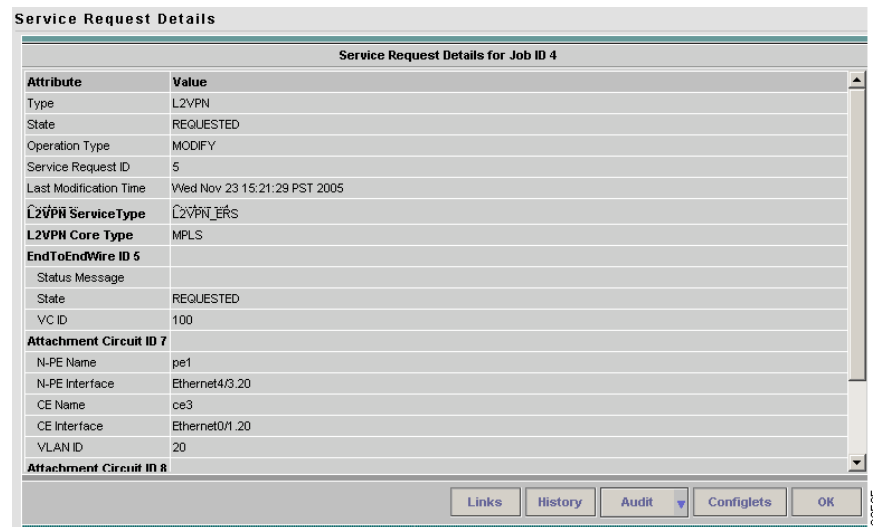 Service Request Details
Service Request Details for Job ID 4
Attribute Value
Type L2VPN
State REQUESTED
Operation Type MODIFY
Service Request ID 5
Last Modification Time Wed Nov 23 15:21:29 PST 2005
L2VPN ServiceType L2VPN_ERS
L2VPN Core Type MPLS
EndToEndWire ID 5
Status Message
State REQUESTED
VC ID 100
Attachment Circuit ID 7
N-PE Name pe1
N-PE Interface Ethernet4/3.20
CE Name ce3
CE Interface Ethernet0/1.20
VLAN ID 20
Attachment Circuit ID 8
Links History Audit Configlets OK